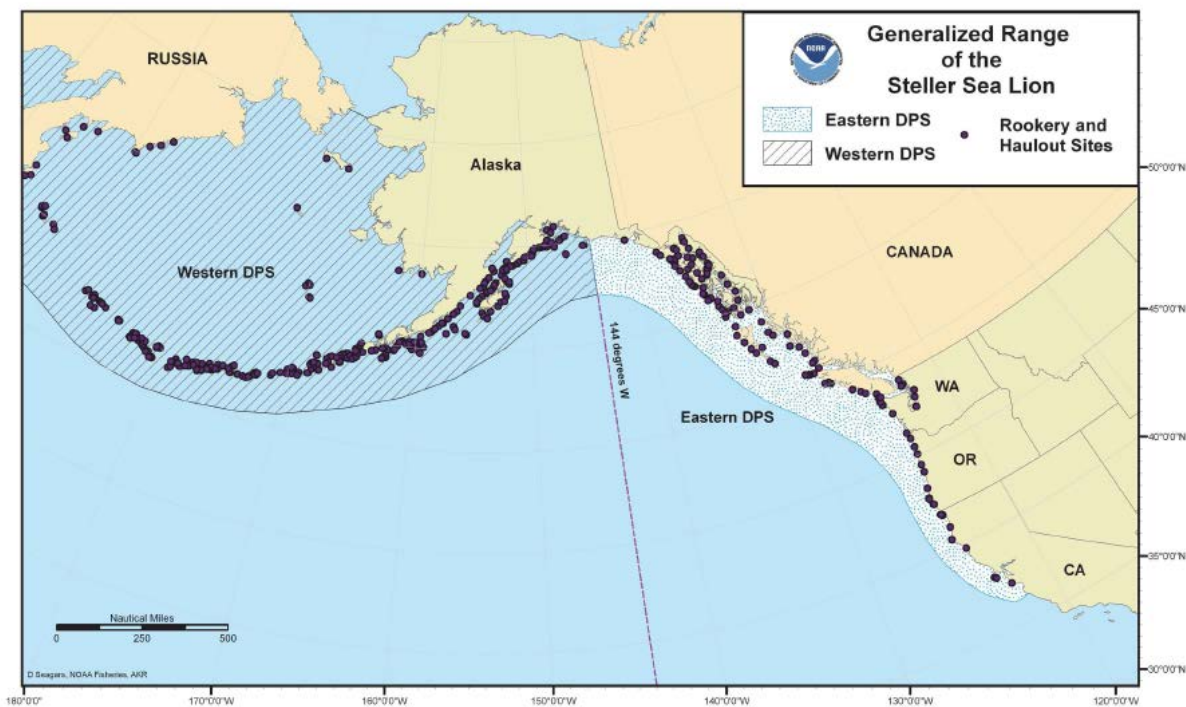 Generalized Range
of the
Steller Sea Lion
NOAA
Eastern DPS
Western DPS
Rookery and
Haulout Sites
RUSSIA
Alaska
CANADA
Western DPS
144 degrees W
Eastern DPS
WA
OR
CA
Nautical Miles
0 250 500
D Seagars, NOAA Fisheries, AKR
50°0'0"N
45°0'0"N
40°0'0"N
35°0'0"N
30°0'0"N
180°0' 170°0'0"W 160°0'0"W 150°0'0"W 140°0'0"W 130°0'0"W 120°0'0"W